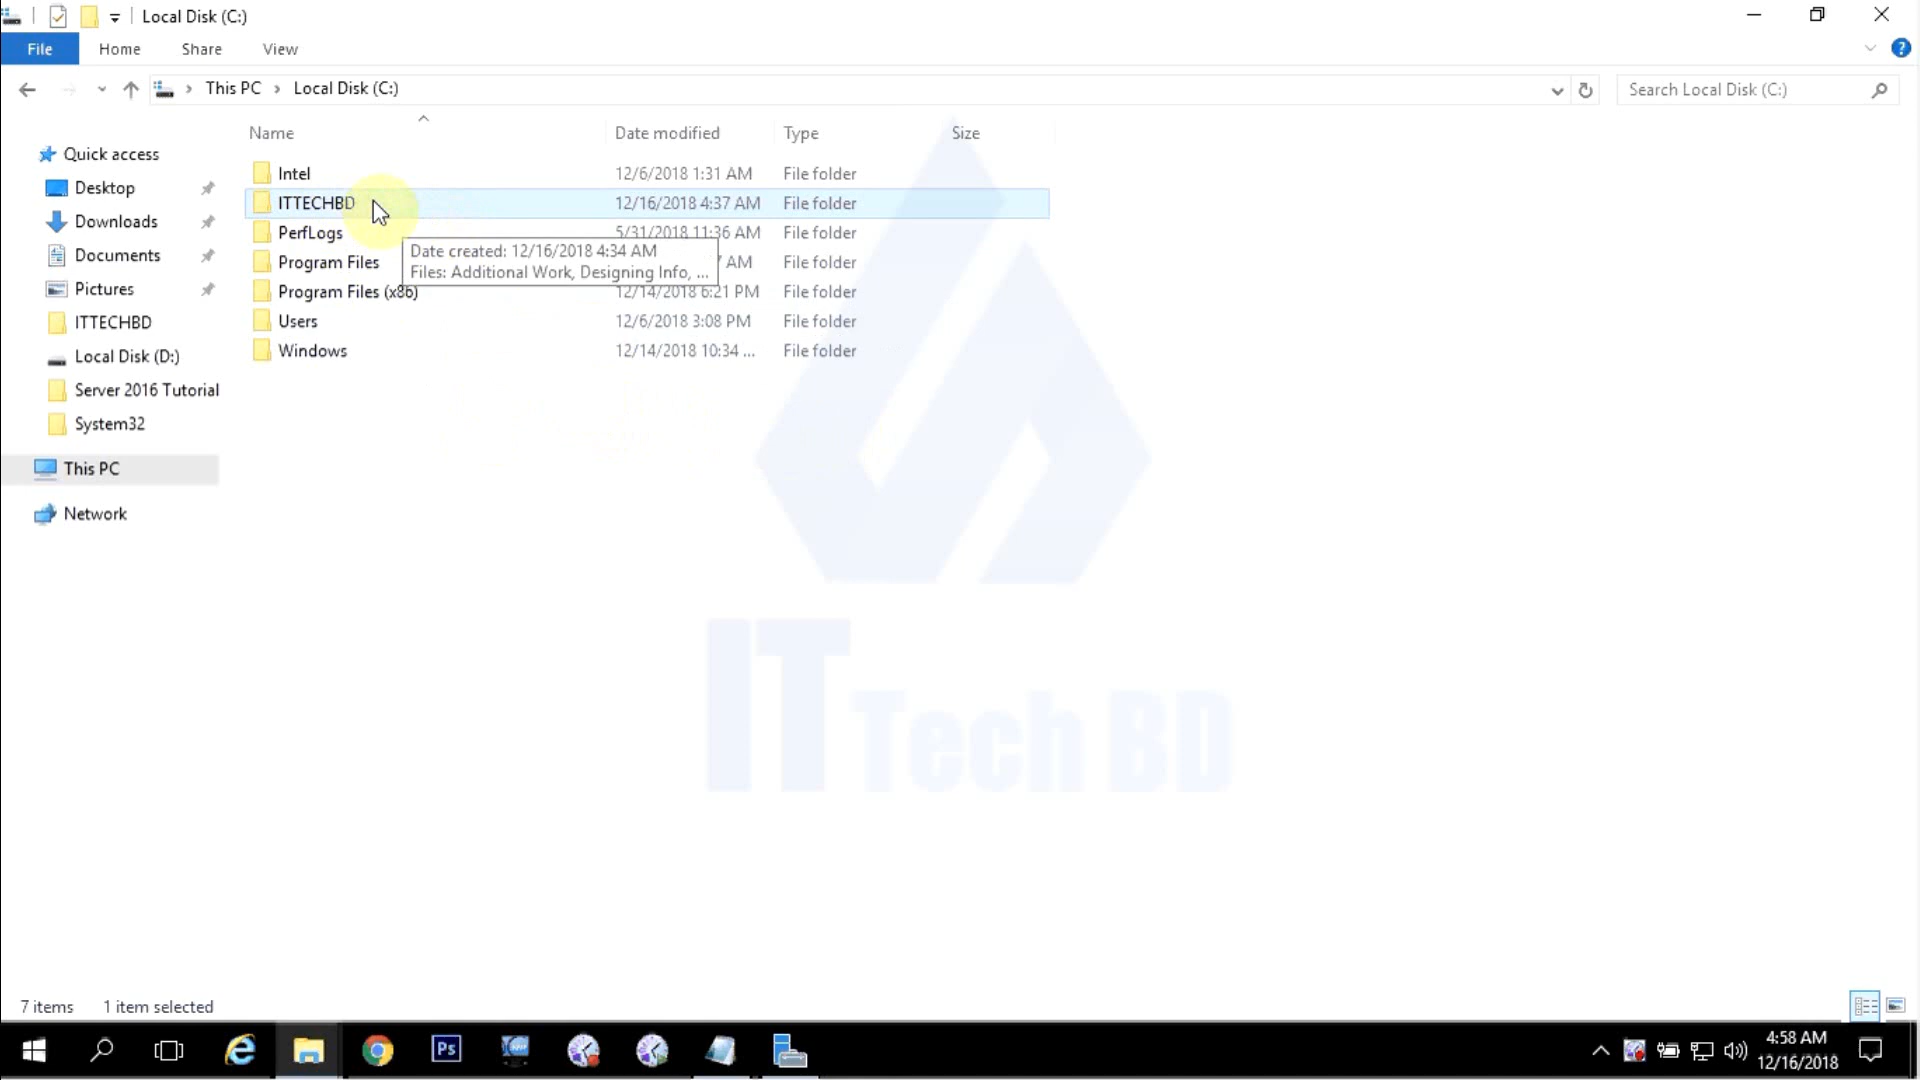 Local Disk (C:)
File Home Share View
This PC Local Disk (C:) Search Local Disk (C:)
Name Date modified Type Size
Quick access
Desktop
Downloads
Documents
Pictures
ITTECHBD
Local Disk (D:)
Server 2016 Tutorial
System32
This PC
Network
Intel 12/6/2018 1:31 AM File folder
ITTECHBD 12/16/2018 4:37 AM File folder
PerfLogs 5/31/2018 11:36 AM File folder
Program Files AM File folder
Program Files (x86) 12/14/2018 6:21 PM File folder
Users 12/6/2018 3:08 PM File folder
Windows 12/14/2018 10:34 ... File folder
Date created: 12/16/2018 4:34 AM
Files: Additional Work, Designing Info, ...
IT Tech BD
7 items 1 item selected
Ps
4:58 AM
12/16/2018